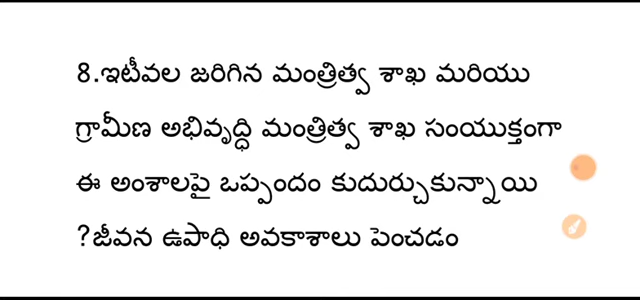 8.ఇటీవల జరిగిన మంత్రిత్వ శాఖ మరియు
గ్రామీణ అభివృద్ధి మంత్రిత్వ శాఖ సంయుక్తంగా
ఈ అంశాలపై ఒప్పందం కుదుర్చుకున్నాయి
?జీవన ఉపాధి అవకాశాలు పెంచడం